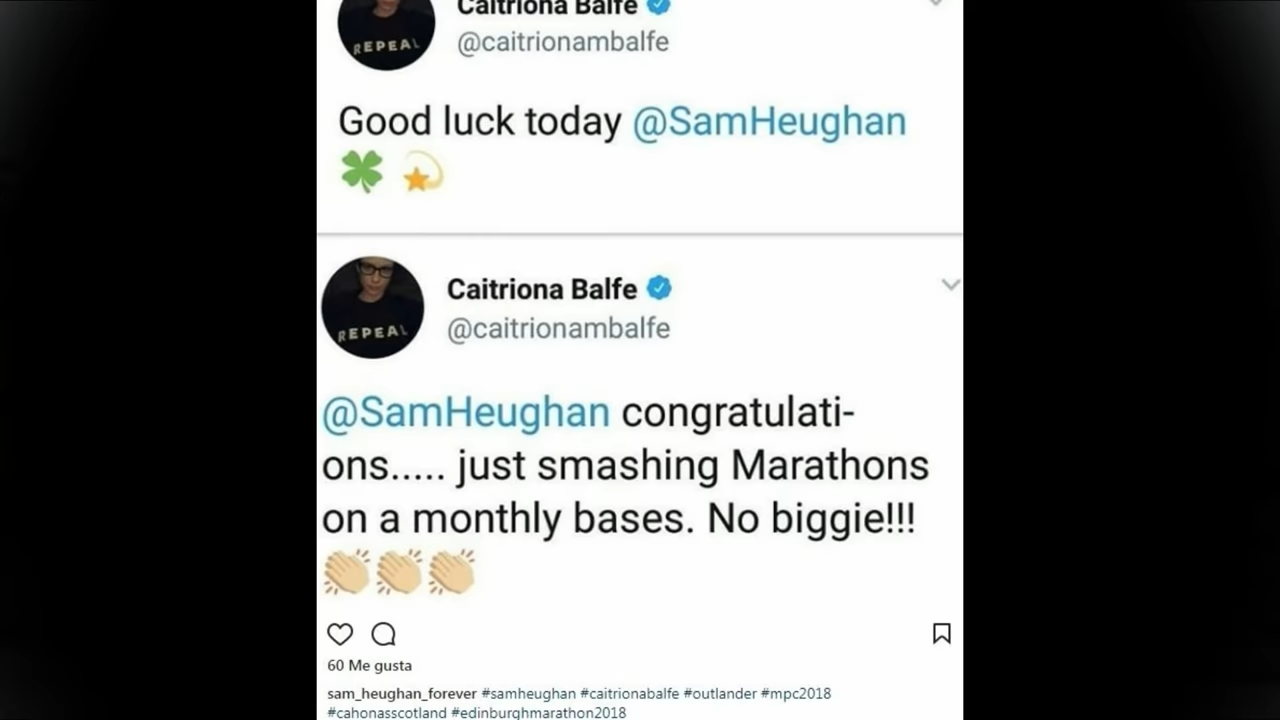 Caitriona Balfe
@caitrionambalfe
REPEAL
Good luck today @SamHeughan
🍀 💫
Caitriona Balfe
@caitrionambalfe
REPEAL
@SamHeughan congratulati-
ons..... just smashing Marathons
on a monthly bases. No biggie!!!
👏🏼👏🏼👏🏼
60 Me gusta
sam_heughan_forever #samheughan #caitrionabalfe #outlander #mpc2018
#cahonasscotland #edinburghmarathon2018